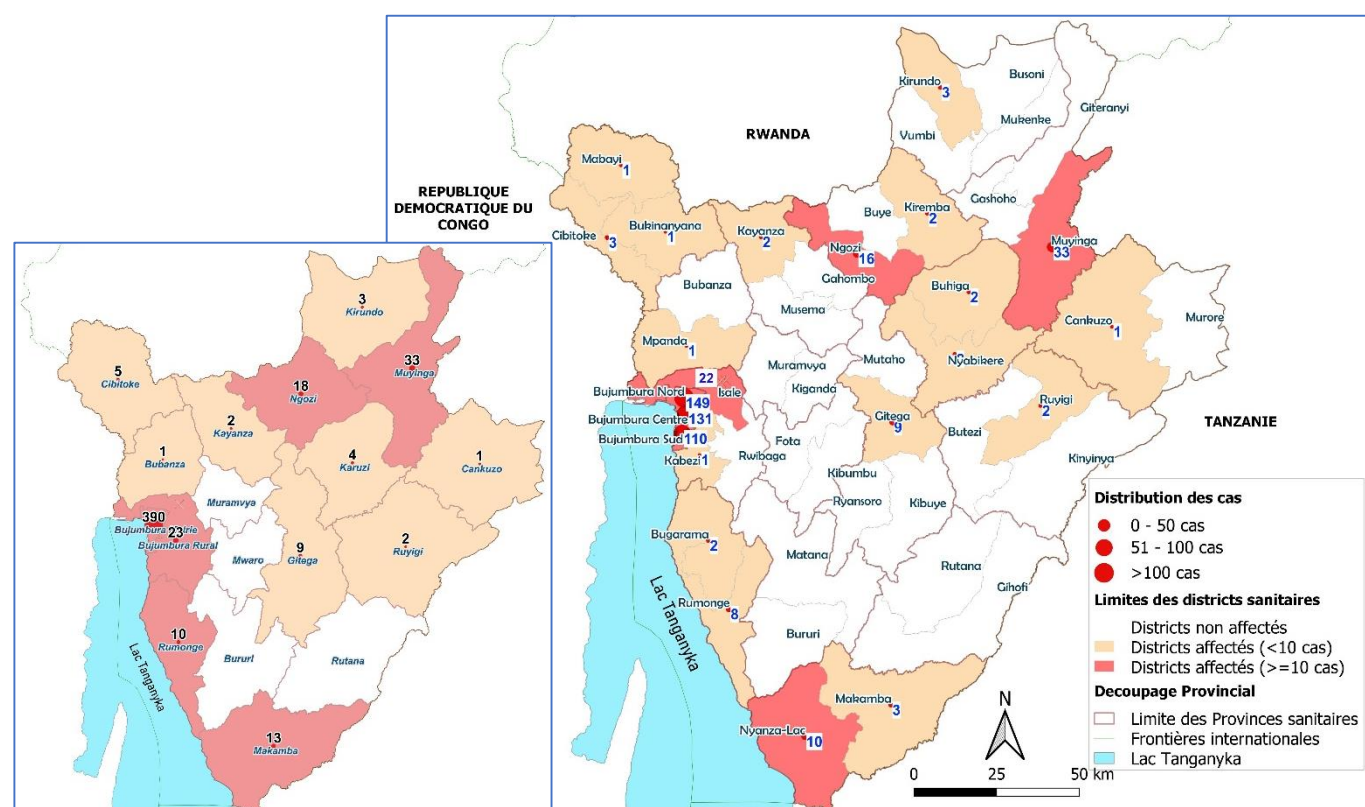 RWANDA
REPUBLIQUE
DEMOCRATIQUE DU
CONGO
TANZANIE
Kirundo
3
Busoni
Mukenke
Giteranyi
Vumbi
Mabayi
1
Cibitoke
3
Bukinanyana
1
Kayanza
2
Buye
Kiremba
2
Gashoho
Muyinga
33
Ngozi
16
Gahombo
Bubanza
Musema
Buhiga
2
Cankuzo
1
Murore
Mpanda
1
Muramvya
Kiganda
Mutaho
Nyabikere
22
Isale
Bujumbura Nord
149
Bujumbura Centre
131
Bujumbura Sud
110
Kabezi
1
Rwibaga
Fota
Gitega
9
Ruyigi
2
Butezi
Kinyinya
Kibumbu
Ryansoro
Kibuye
Bugarama
2
Matana
Rutana
Gihofi
Rumonge
8
Bururi
Makamba
3
Nyanza-Lac
10
Lac Tanganyka
N
0
25
50 km
Distribution des cas
0 - 50 cas
51 - 100 cas
>100 cas
Limites des districts sanitaires
Districts non affectés
Districts affectés (<10 cas)
Districts affectés (>=10 cas)
Decoupage Provincial
Limite des Provinces sanitaires
Frontières internationales
Lac Tanganyka
3
Kirundo
5
Cibitoke
18
Ngozi
33
Muyinga
2
Kayanza
1
Bubanza
4
Karuzi
1
Cankuzo
Muramvya
390
Bujumbura
23
Bujumbura Rural
Mwaro
9
Gitega
2
Ruyigi
10
Rumonge
Bururi
Rutana
13
Makamba
Lac Tanganyka